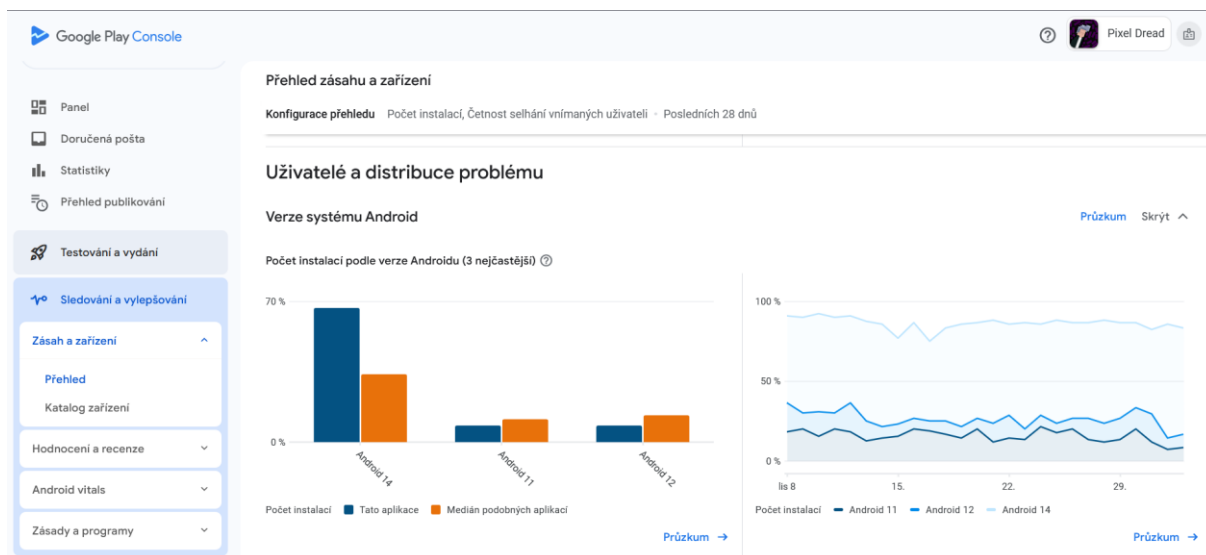 Google Play Console
Pixel Dread
Panel
Doručená pošta
Statistiky
Přehled publikování
Testování a vydání
Sledování a vylepšování
Zásah a zařízení
Přehled
Katalog zařízení
Hodnocení a recenze
Android vitals
Zásady a programy
Přehled zásahu a zařízení
Konfigurace přehledu Počet instalací, Četnost selhání vnímaných uživateli • Posledních 28 dnů
Uživatelé a distribuce problému
Verze systému Android
Průzkum Skrýt
Počet instalací podle verze Androidu (3 nejčastější)
70 %
0 %
Android 14
Android 11
Android 12
Počet instalací Tato aplikace Medián podobných aplikací
Průzkum →
100 %
50 %
0 %
lis 8 15. 22. 29.
Počet instalací Android 11 Android 12 Android 14
Průzkum →